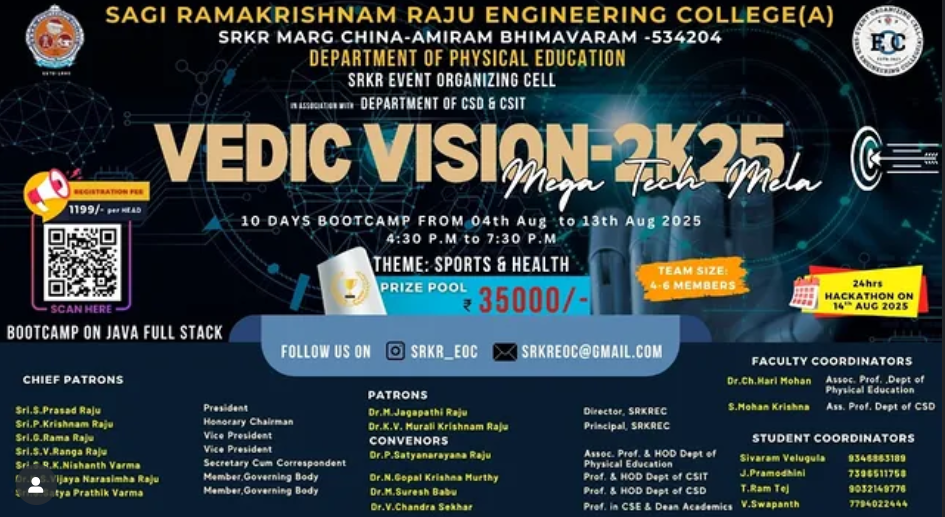 SAGI RAMAKRISHNAM RAJU ENGINEERING COLLEGE(A)
SRKR MARG CHINA-AMIRAM BHIMAVARAM -534204
DEPARTMENT OF PHYSICAL EDUCATION
SRKR EVENT ORGANIZING CELL
IN ASSOCIATION WITH DEPARTMENT OF CSD & CSIT
ESTD-1980
EOC
VEDIC VISION-2K25
Mega Tech Mela
REGISTRATION FEE
1199/- per HEAD
SCAN HERE
10 DAYS BOOTCAMP FROM 04th Aug to 13th Aug 2025
4:30 P.M to 7:30 P.M
THEME: SPORTS & HEALTH
PRIZE POOL
₹ 35000/-
TEAM SIZE:
4-6 MEMBERS
24hrs
HACKATHON ON
14th AUG 2025
BOOTCAMP ON JAVA FULL STACK
FOLLOW US ON SRKR_EOC SRKREOC@GMAIL.COM
CHIEF PATRONS
Sri.S.Prasad Raju President
Sri.P.Krishnam Raju Honorary Chairman
Sri.G.Rama Raju Vice President
Sri.S.V.Ranga Raju Vice President
Sri.S.R.K.Nishanth Varma Secretary Cum Correspondent
Vijaya Narasimha Raju Member,Governing Body
Prathik Varma Member,Governing Body
PATRONS
Dr.M.Jagapathi Raju Director, SRKREC
Dr.K.V. Murali Krishnam Raju Principal, SRKREC
CONVENORS
Dr.P.Satyanarayana Raju Assoc. Prof. & HOD Dept of
Physical Education
Dr.N.Gopal Krishna Murthy Prof. & HOD Dept of CSIT
Dr.M.Suresh Babu Prof. & HOD Dept of CSD
Dr.V.Chandra Sekhar Prof. in CSE & Dean Academics
FACULTY COORDINATORS
Dr.Ch.Hari Mohan Assoc. Prof. ,Dept of
Physical Education
S.Mohan Krishna Ass. Prof. Dept of CSD
STUDENT COORDINATORS
Sivaram Velugula 9346863189
J.Pramodhini 7396511758
T.Ram Tej 9032149776
V.Swapanth 7794022444